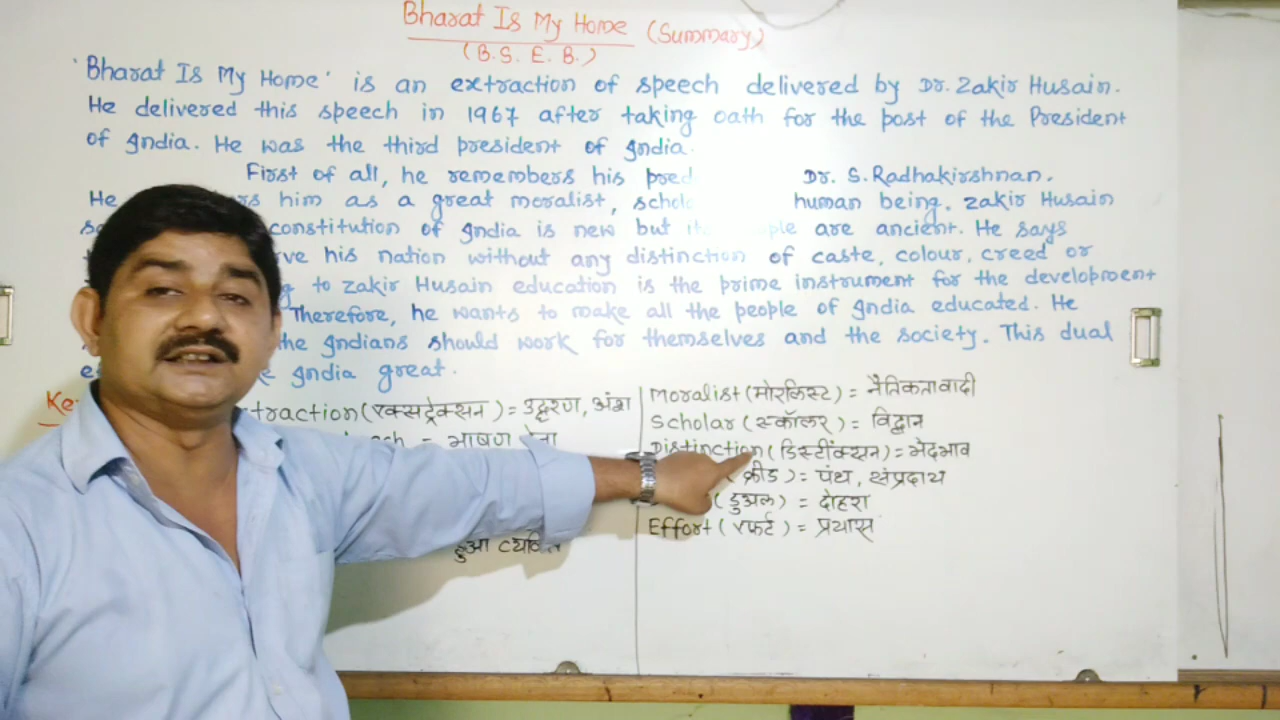 Bharat Is My Home (Summary)
(B. S. E. B.)
'Bharat Is My Home' is an extraction of speech delivered by Dr. Zakir Husain.
He delivered this speech in 1967 after taking oath for the post of the President
of India. He was the third president of India.
First of all, he remembers his pred Dr. S. Radhakirshnan.
He him as a great moralist, schol human being. Zakir Husain
constitution of India is new but are ancient. He says
his nation without any distinction of caste, colour, creed or
to Zakir Husain education is the prime instrument for the development
Therefore, he wants to make all the people of India educated. He
the Indians should work for themselves and the society. This dual
India great.
traction (एक्सट्रेक्सन) = उद्धरण, अंश
= भाषण देना
हुआ व्यक्ति
Moralist (मोरलिस्ट) = नैतिकतावादी
Scholar (स्कॉलर) = विद्वान
Distinction (डिस्टींक्सन) = भेदभाव
(क्रीड) = पंथ, संप्रदाय
(डुअल) = दोहरा
Effort (एफर्ट) = प्रयास